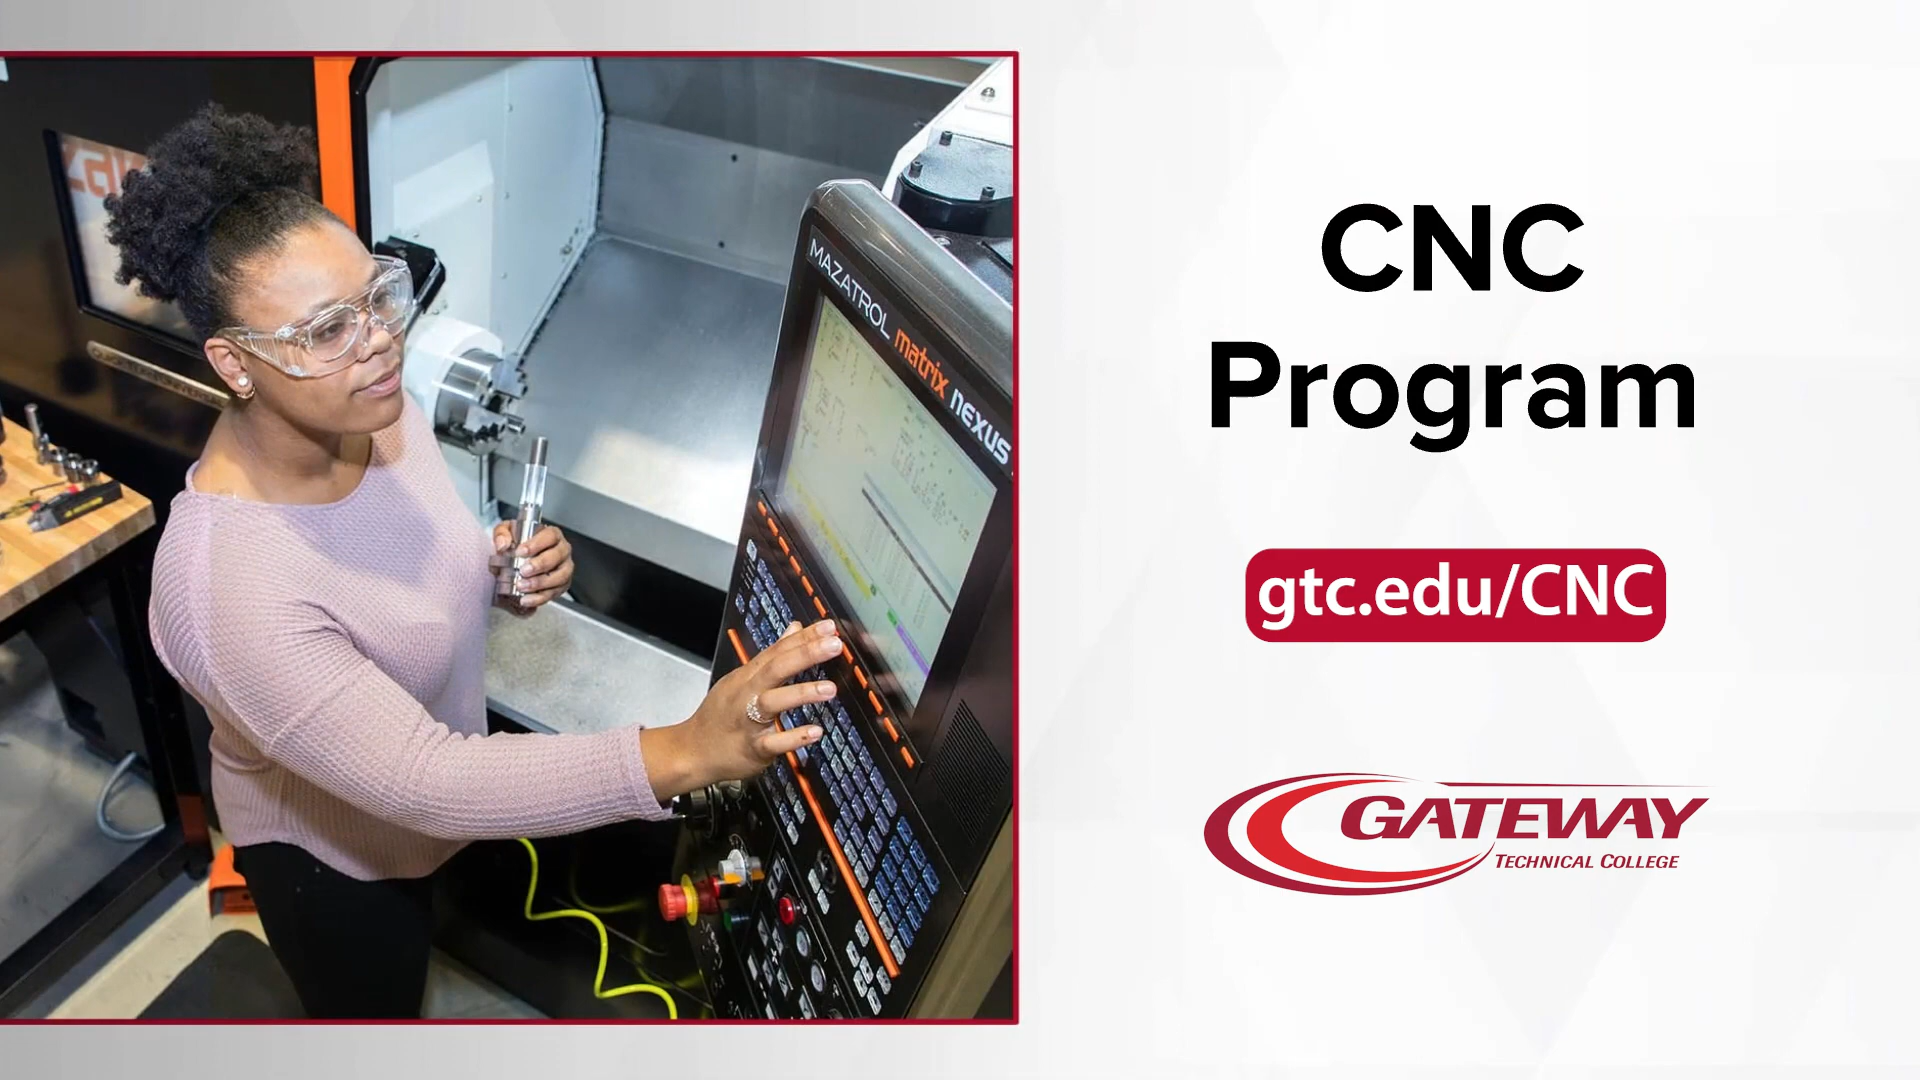 MAZATROL matrix nexus
CNC
Program
gtc.edu/CNC
GATEWAY
TECHNICAL COLLEGE